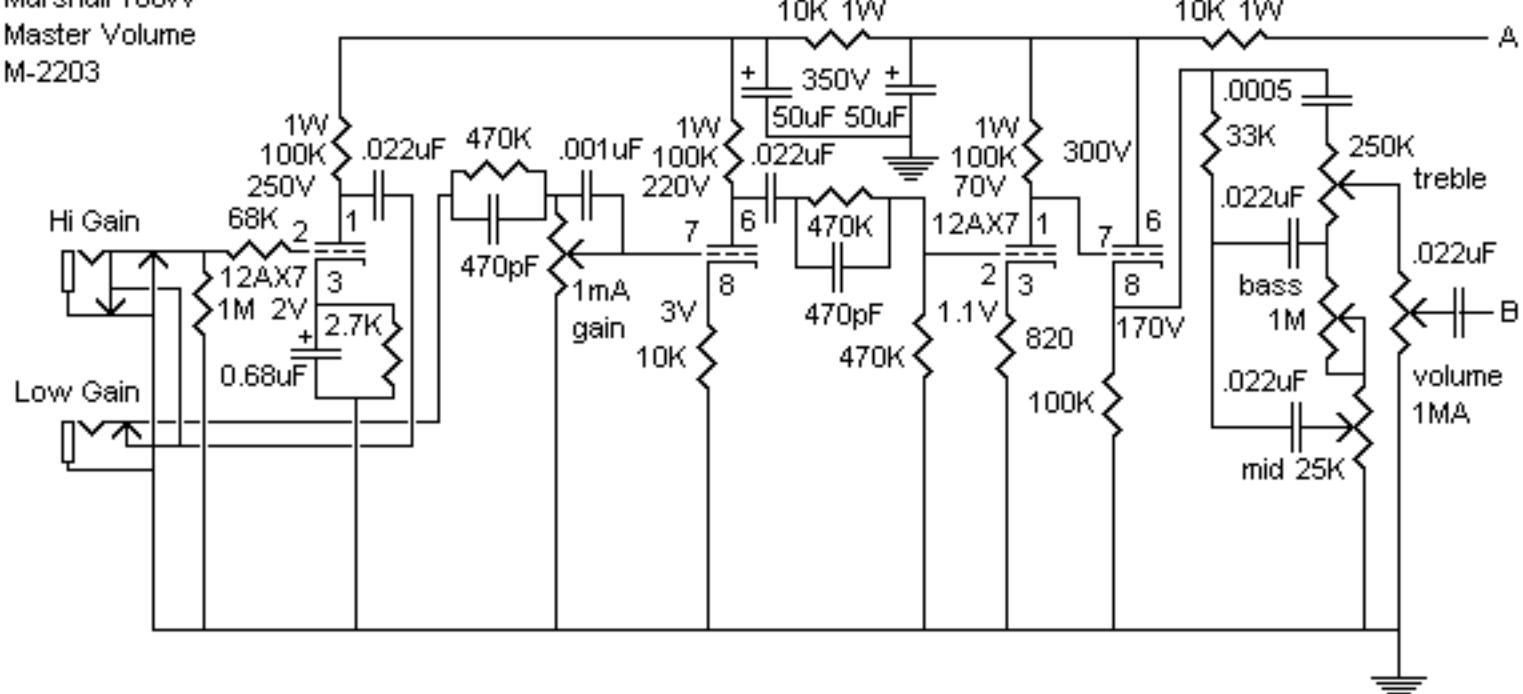 Marshall 100W
Master Volume
M-2203
10K 1W
10K 1W
A
350V
50uF 50uF
1W
100K
250V
.022uF
470K
470pF
.001uF
1W
100K
220V
.022uF
470K
470pF
1W
100K
70V
300V
.0005
33K
250K
treble
.022uF
Hi Gain
68K
2
1
12AX7
3
1M 2V
2.7K
0.68uF
1mA
gain
7
6
8
3V
10K
12AX7
1
2
3
470K
1.1V
820
7
6
8
170V
100K
bass
1M
.022uF
B
volume
1MA
.022uF
mid 25K
Low Gain